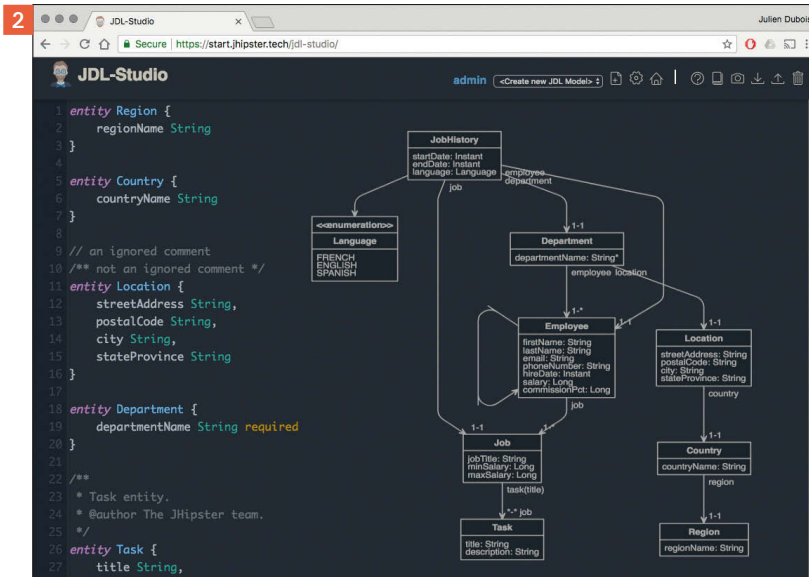 2
JDL-Studio
Julien Dubois
Secure | https://start.jhipster.tech/jdl-studio/
JDL-Studio
admin <Create new JDL Model>
1 entity Region {
2 regionName String
3 }
4
5 entity Country {
6 countryName String
7 }
8
9 // an ignored comment
10 /** not an ignored comment */
11 entity Location {
12 streetAddress String,
13 postalCode String,
14 city String,
15 stateProvince String
16 }
17
18 entity Department {
19 departmentName String required
20 }
21
22 /**
23 * Task entity.
24 * @author The JHipster team.
25 */
26 entity Task {
27 title String,
JobHistory
startDate: Instant
endDate: Instant
language: Language
employee
department
job
<<enumeration>>
Language
FRENCH
ENGLISH
SPANISH
1-1
Department
departmentName: String*
employee location
1-*
1-1
Employee
firstName: String
lastName: String
email: String
phoneNumber: String
hireDate: Instant
salary: Long
commissionPct: Long
job
1-1
Location
streetAddress: String
postalCode: String
city: String
stateProvince: String
country
1-1
1-*
Job
jobTitle: String
minSalary: Long
maxSalary: Long
task(title)
1-1
Country
countryName: String
region
*-* job
Task
title: String
description: String
1-1
Region
regionName: String